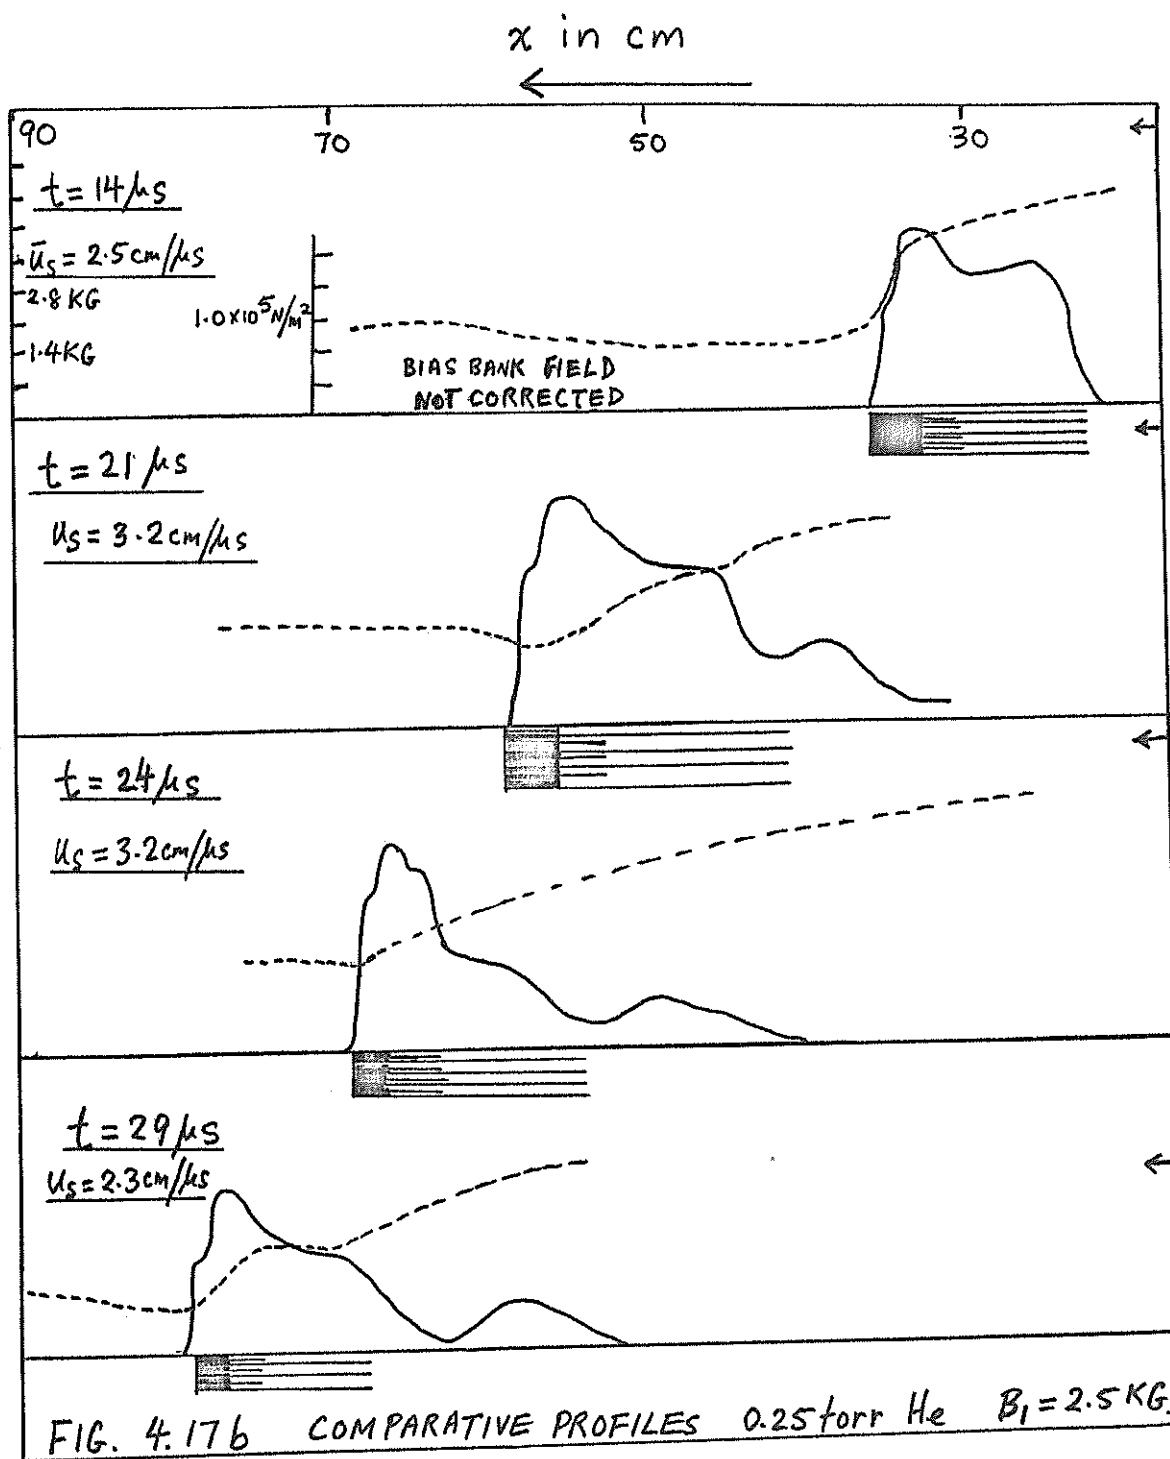 x in cm
90 70 50 30
t = 14 μs
ū_s = 2.5 cm/μs
2.8 KG
1.0 x 10^5 N/m^2
1.4 KG
BIAS BANK FIELD
NOT CORRECTED
t = 21 μs
u_s = 3.2 cm/μs
t = 24 μs
u_s = 3.2 cm/μs
t = 29 μs
u_s = 2.3 cm/μs
FIG. 4.17b COMPARATIVE PROFILES 0.25 torr He B_1 = 2.5 KG.